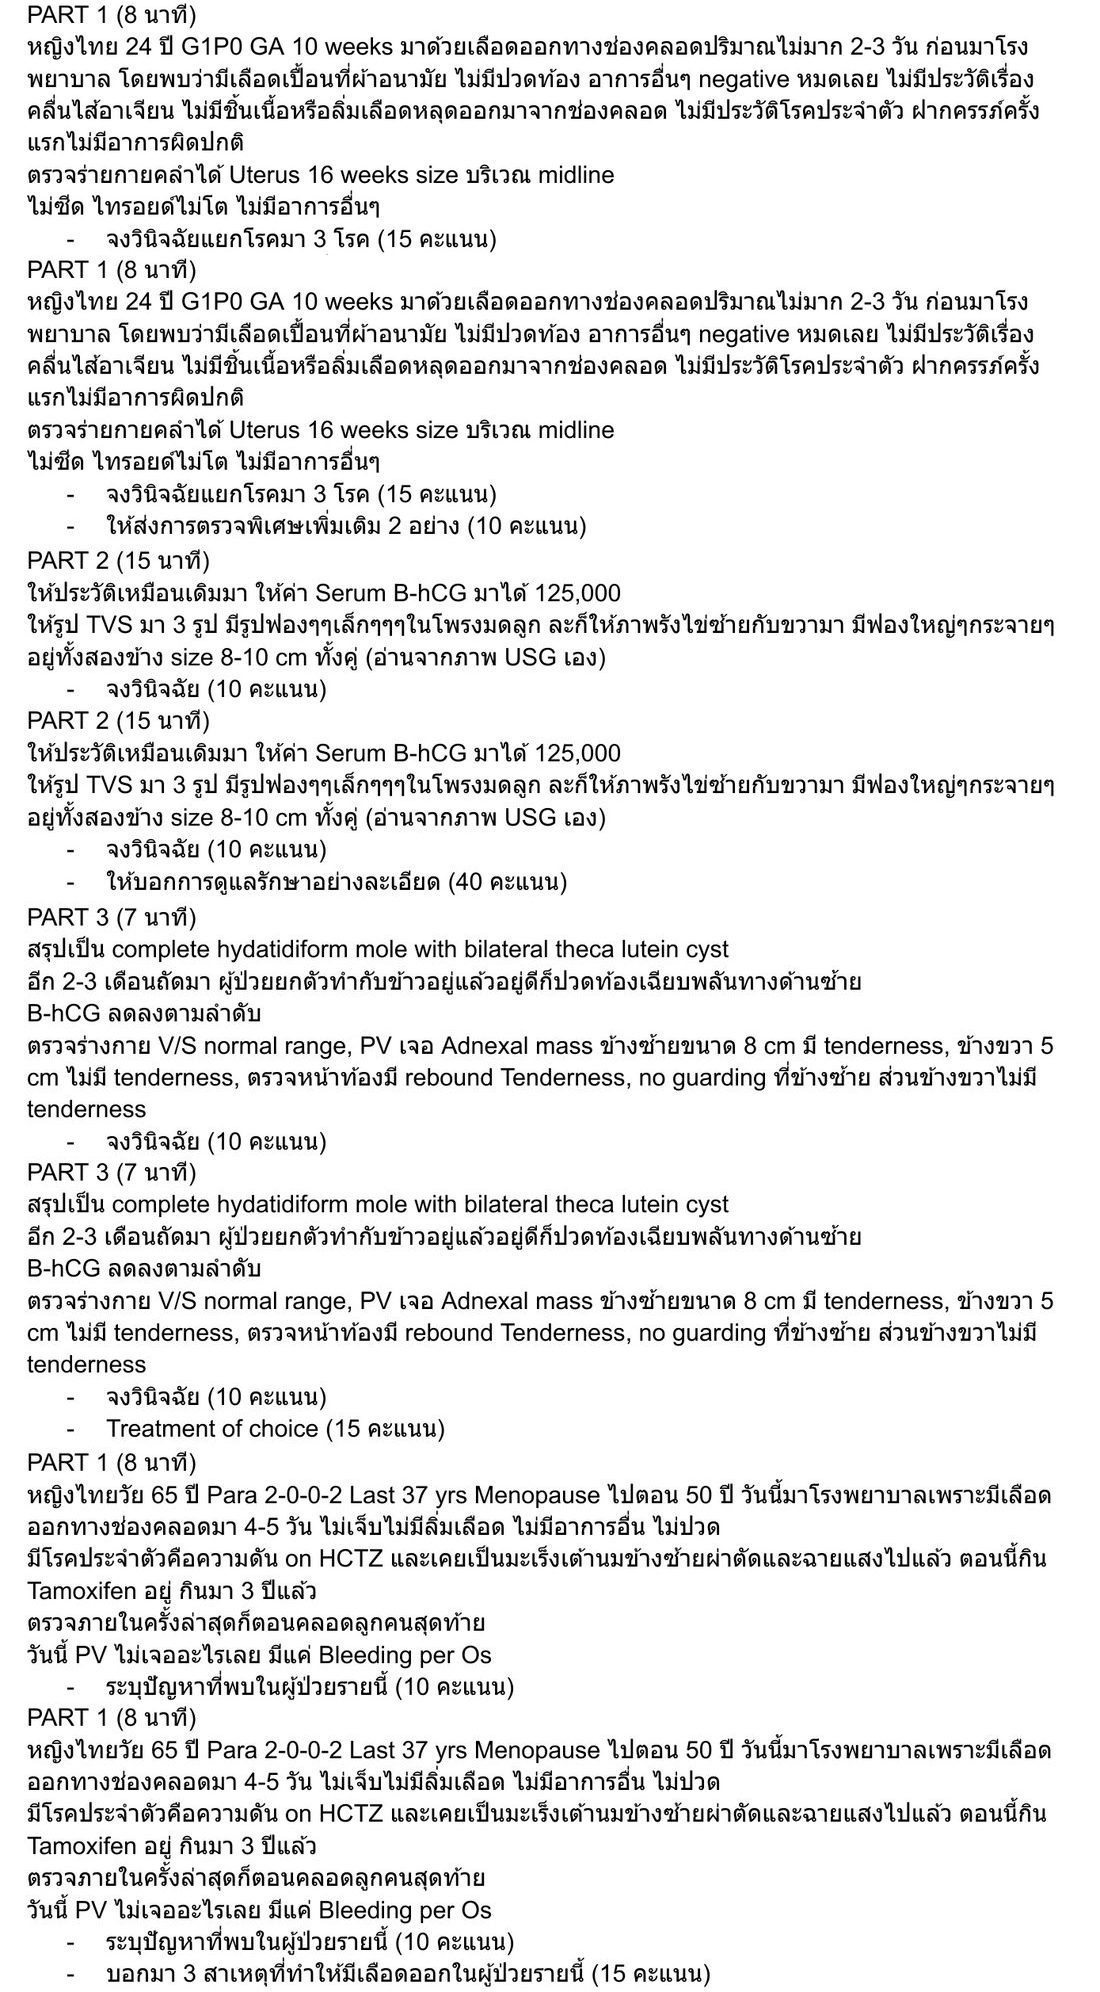 PART 1 (8 นาที)
หญิงไทย 24 ปี G1P0 GA 10 weeks มาด้วยเลือดออกทางช่องคลอดปริมาณไม่มาก 2-3 วัน ก่อนมาโรง
พยาบาล โดยพบว่ามีเลือดเปื้อนที่ผ้าอนามัย ไม่มีปวดท้อง อาการอื่นๆ negative หมดเลย ไม่มีประวัติเรื่อง
คลื่นไส้อาเจียน ไม่มีชิ้นเนื้อหรือลิ่มเลือดหลุดออกมาจากช่องคลอด ไม่มีประวัติโรคประจำตัว ฝากครรภ์ครั้ง
แรกไม่มีอาการผิดปกติ
ตรวจร่ายกายคลำได้ Uterus 16 weeks size บริเวณ midline
ไม่ซีด ไทรอยด์ไม่โต ไม่มีอาการอื่นๆ
- จงวินิจฉัยแยกโรคมา 3 โรค (15 คะแนน)
PART 1 (8 นาที)
หญิงไทย 24 ปี G1P0 GA 10 weeks มาด้วยเลือดออกทางช่องคลอดปริมาณไม่มาก 2-3 วัน ก่อนมาโรง
พยาบาล โดยพบว่ามีเลือดเปื้อนที่ผ้าอนามัย ไม่มีปวดท้อง อาการอื่นๆ negative หมดเลย ไม่มีประวัติเรื่อง
คลื่นไส้อาเจียน ไม่มีชิ้นเนื้อหรือลิ่มเลือดหลุดออกมาจากช่องคลอด ไม่มีประวัติโรคประจำตัว ฝากครรภ์ครั้ง
แรกไม่มีอาการผิดปกติ
ตรวจร่ายกายคลำได้ Uterus 16 weeks size บริเวณ midline
ไม่ซีด ไทรอยด์ไม่โต ไม่มีอาการอื่นๆ
- จงวินิจฉัยแยกโรคมา 3 โรค (15 คะแนน)
- ให้ส่งการตรวจพิเศษเพิ่มเติม 2 อย่าง (10 คะแนน)
PART 2 (15 นาที)
ให้ประวัติเหมือนเดิมมา ให้ค่า Serum B-hCG มาได้ 125,000
ให้รูป TVS มา 3 รูป มีรูปฟองๆๆเล็กๆๆๆในโพรงมดลูก ละก็ให้ภาพรังไข่ซ้ายกับขวามา มีฟองใหญ่ๆกระจายๆ
อยู่ทั้งสองข้าง size 8-10 cm ทั้งคู่ (อ่านจากภาพ USG เอง)
- จงวินิจฉัย (10 คะแนน)
PART 2 (15 นาที)
ให้ประวัติเหมือนเดิมมา ให้ค่า Serum B-hCG มาได้ 125,000
ให้รูป TVS มา 3 รูป มีรูปฟองๆๆเล็กๆๆๆในโพรงมดลูก ละก็ให้ภาพรังไข่ซ้ายกับขวามา มีฟองใหญ่ๆกระจายๆ
อยู่ทั้งสองข้าง size 8-10 cm ทั้งคู่ (อ่านจากภาพ USG เอง)
- จงวินิจฉัย (10 คะแนน)
- ให้บอกการดูแลรักษาอย่างละเอียด (40 คะแนน)
PART 3 (7 นาที)
สรุปเป็น complete hydatidiform mole with bilateral theca lutein cyst
อีก 2-3 เดือนถัดมา ผู้ป่วยยกตัวทำกับข้าวอยู่แล้วอยู่ดีก็ปวดท้องเฉียบพลันทางด้านซ้าย
B-hCG ลดลงตามลำดับ
ตรวจร่างกาย V/S normal range, PV เจอ Adnexal mass ข้างซ้ายขนาด 8 cm มี tenderness, ข้างขวา 5
cm ไม่มี tenderness, ตรวจหน้าท้องมี rebound Tenderness, no guarding ที่ข้างซ้าย ส่วนข้างขวาไม่มี
tenderness
- จงวินิจฉัย (10 คะแนน)
PART 3 (7 นาที)
สรุปเป็น complete hydatidiform mole with bilateral theca lutein cyst
อีก 2-3 เดือนถัดมา ผู้ป่วยยกตัวทำกับข้าวอยู่แล้วอยู่ดีก็ปวดท้องเฉียบพลันทางด้านซ้าย
B-hCG ลดลงตามลำดับ
ตรวจร่างกาย V/S normal range, PV เจอ Adnexal mass ข้างซ้ายขนาด 8 cm มี tenderness, ข้างขวา 5
cm ไม่มี tenderness, ตรวจหน้าท้องมี rebound Tenderness, no guarding ที่ข้างซ้าย ส่วนข้างขวาไม่มี
tenderness
- จงวินิจฉัย (10 คะแนน)
- Treatment of choice (15 คะแนน)
PART 1 (8 นาที)
หญิงไทยวัย 65 ปี Para 2-0-0-2 Last 37 yrs Menopause ไปตอน 50 ปี วันนี้มาโรงพยาบาลเพราะมีเลือด
ออกทางช่องคลอดมา 4-5 วัน ไม่เจ็บไม่มีลิ่มเลือด ไม่มีอาการอื่น ไม่ปวด
มีโรคประจำตัวคือความดัน on HCTZ และเคยเป็นมะเร็งเต้านมข้างซ้ายผ่าตัดและฉายแสงไปแล้ว ตอนนี้กิน
Tamoxifen อยู่ กินมา 3 ปีแล้ว
ตรวจภายในครั้งล่าสุดก็ตอนคลอดลูกคนสุดท้าย
วันนี้ PV ไม่เจออะไรเลย มีแค่ Bleeding per Os
- ระบุปัญหาที่พบในผู้ป่วยรายนี้ (10 คะแนน)
PART 1 (8 นาที)
หญิงไทยวัย 65 ปี Para 2-0-0-2 Last 37 yrs Menopause ไปตอน 50 ปี วันนี้มาโรงพยาบาลเพราะมีเลือด
ออกทางช่องคลอดมา 4-5 วัน ไม่เจ็บไม่มีลิ่มเลือด ไม่มีอาการอื่น ไม่ปวด
มีโรคประจำตัวคือความดัน on HCTZ และเคยเป็นมะเร็งเต้านมข้างซ้ายผ่าตัดและฉายแสงไปแล้ว ตอนนี้กิน
Tamoxifen อยู่ กินมา 3 ปีแล้ว
ตรวจภายในครั้งล่าสุดก็ตอนคลอดลูกคนสุดท้าย
วันนี้ PV ไม่เจออะไรเลย มีแค่ Bleeding per Os
- ระบุปัญหาที่พบในผู้ป่วยรายนี้ (10 คะแนน)
- บอกมา 3 สาเหตุที่ทำให้มีเลือดออกในผู้ป่วยรายนี้ (15 คะแนน)